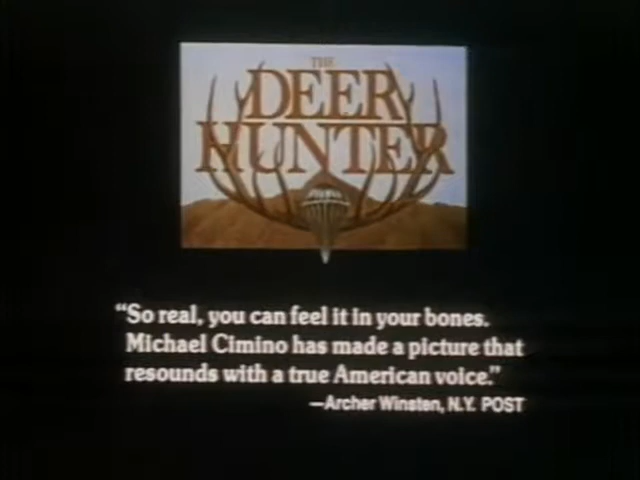 THE
DEER
HUNTER
“So real, you can feel it in your bones.
Michael Cimino has made a picture that
resounds with a true American voice.”
—Archer Winsten, N.Y. POST